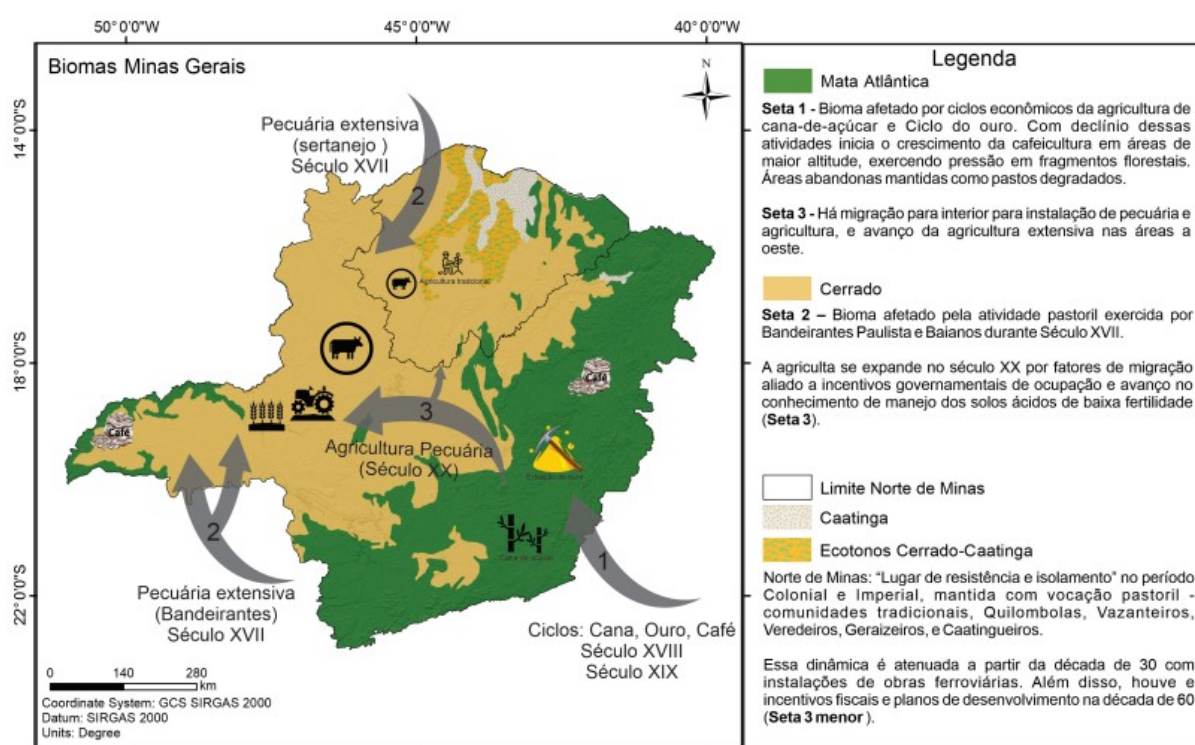 50°0'0"W 45°0'0"W 40°0'0"W
Biomas Minas Gerais
N
14°0'0"S
18°0'0"S
22°0'0"S
Pecuária extensiva
(sertanejo )
Século XVII
2
Agricultura tradicional
3
Agricultura Pecuária
(Século XX)
Café
Café
Extração de ouro
Cana-de-açúcar
2
1
Pecuária extensiva
(Bandeirantes)
Século XVII
Ciclos: Cana, Ouro, Café
Século XVIII
Século XIX
0 140 280
km
Coordinate System: GCS SIRGAS 2000
Datum: SIRGAS 2000
Units: Degree
Legenda
Mata Atlântica
Seta 1 - Bioma afetado por ciclos econômicos da agricultura de
cana-de-açúcar e Ciclo do ouro. Com declínio dessas
atividades inicia o crescimento da cafeicultura em áreas de
maior altitude, exercendo pressão em fragmentos florestais.
Áreas abandonas mantidas como pastos degradados.
Seta 3 - Há migração para interior para instalação de pecuária e
agricultura, e avanço da agricultura extensiva nas áreas a
oeste.
Cerrado
Seta 2 – Bioma afetado pela atividade pastoril exercida por
Bandeirantes Paulista e Baianos durante Século XVII.
A agriculta se expande no século XX por fatores de migração
aliado a incentivos governamentais de ocupação e avanço no
conhecimento de manejo dos solos ácidos de baixa fertilidade
(Seta 3).
Limite Norte de Minas
Caatinga
Ecotonos Cerrado-Caatinga
Norte de Minas: “Lugar de resistência e isolamento” no período
Colonial e Imperial, mantida com vocação pastoril -
comunidades tradicionais, Quilombolas, Vazanteiros,
Veredeiros, Geraizeiros, e Caatingueiros.
Essa dinâmica é atenuada a partir da década de 30 com
instalações de obras ferroviárias. Além disso, houve e
incentivos fiscais e planos de desenvolvimento na década de 60
(Seta 3 menor ).